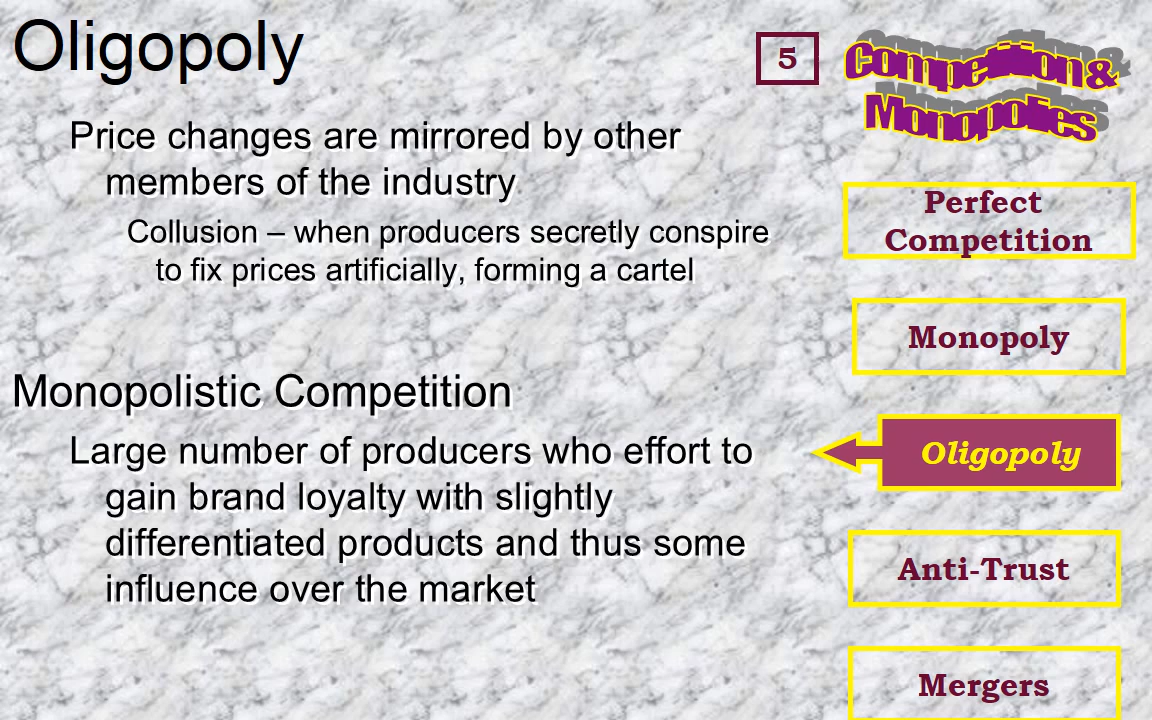 Oligopoly
5
Competition &
Monopolies
Price changes are mirrored by other
members of the industry
Collusion – when producers secretly conspire
to fix prices artificially, forming a cartel
Monopolistic Competition
Large number of producers who effort to
gain brand loyalty with slightly
differentiated products and thus some
influence over the market
Perfect
Competition
Monopoly
Oligopoly
Anti-Trust
Mergers